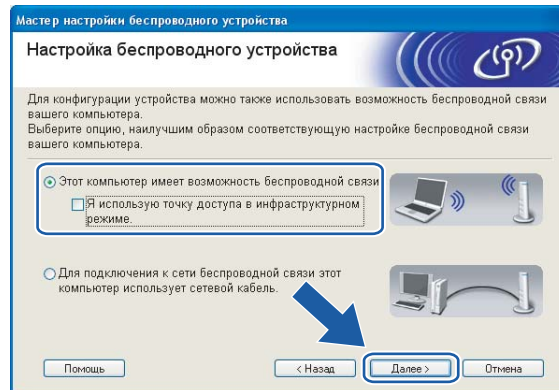 Мастер настройки беспроводного устройства
Настройка беспроводного устройства
Для конфигурации устройства можно также использовать возможность беспроводной связи
вашего компьютера.
Выберите опцию, наилучшим образом соответствующую настройке беспроводной связи
вашего компьютера.
Этот компьютер имеет возможность беспроводной связи
Я использую точку доступа в инфраструктурном
режиме.
Для подключения к сети беспроводной связи этот
компьютер использует сетевой кабель.
Помощь
< Назад
Далее >
Отмена